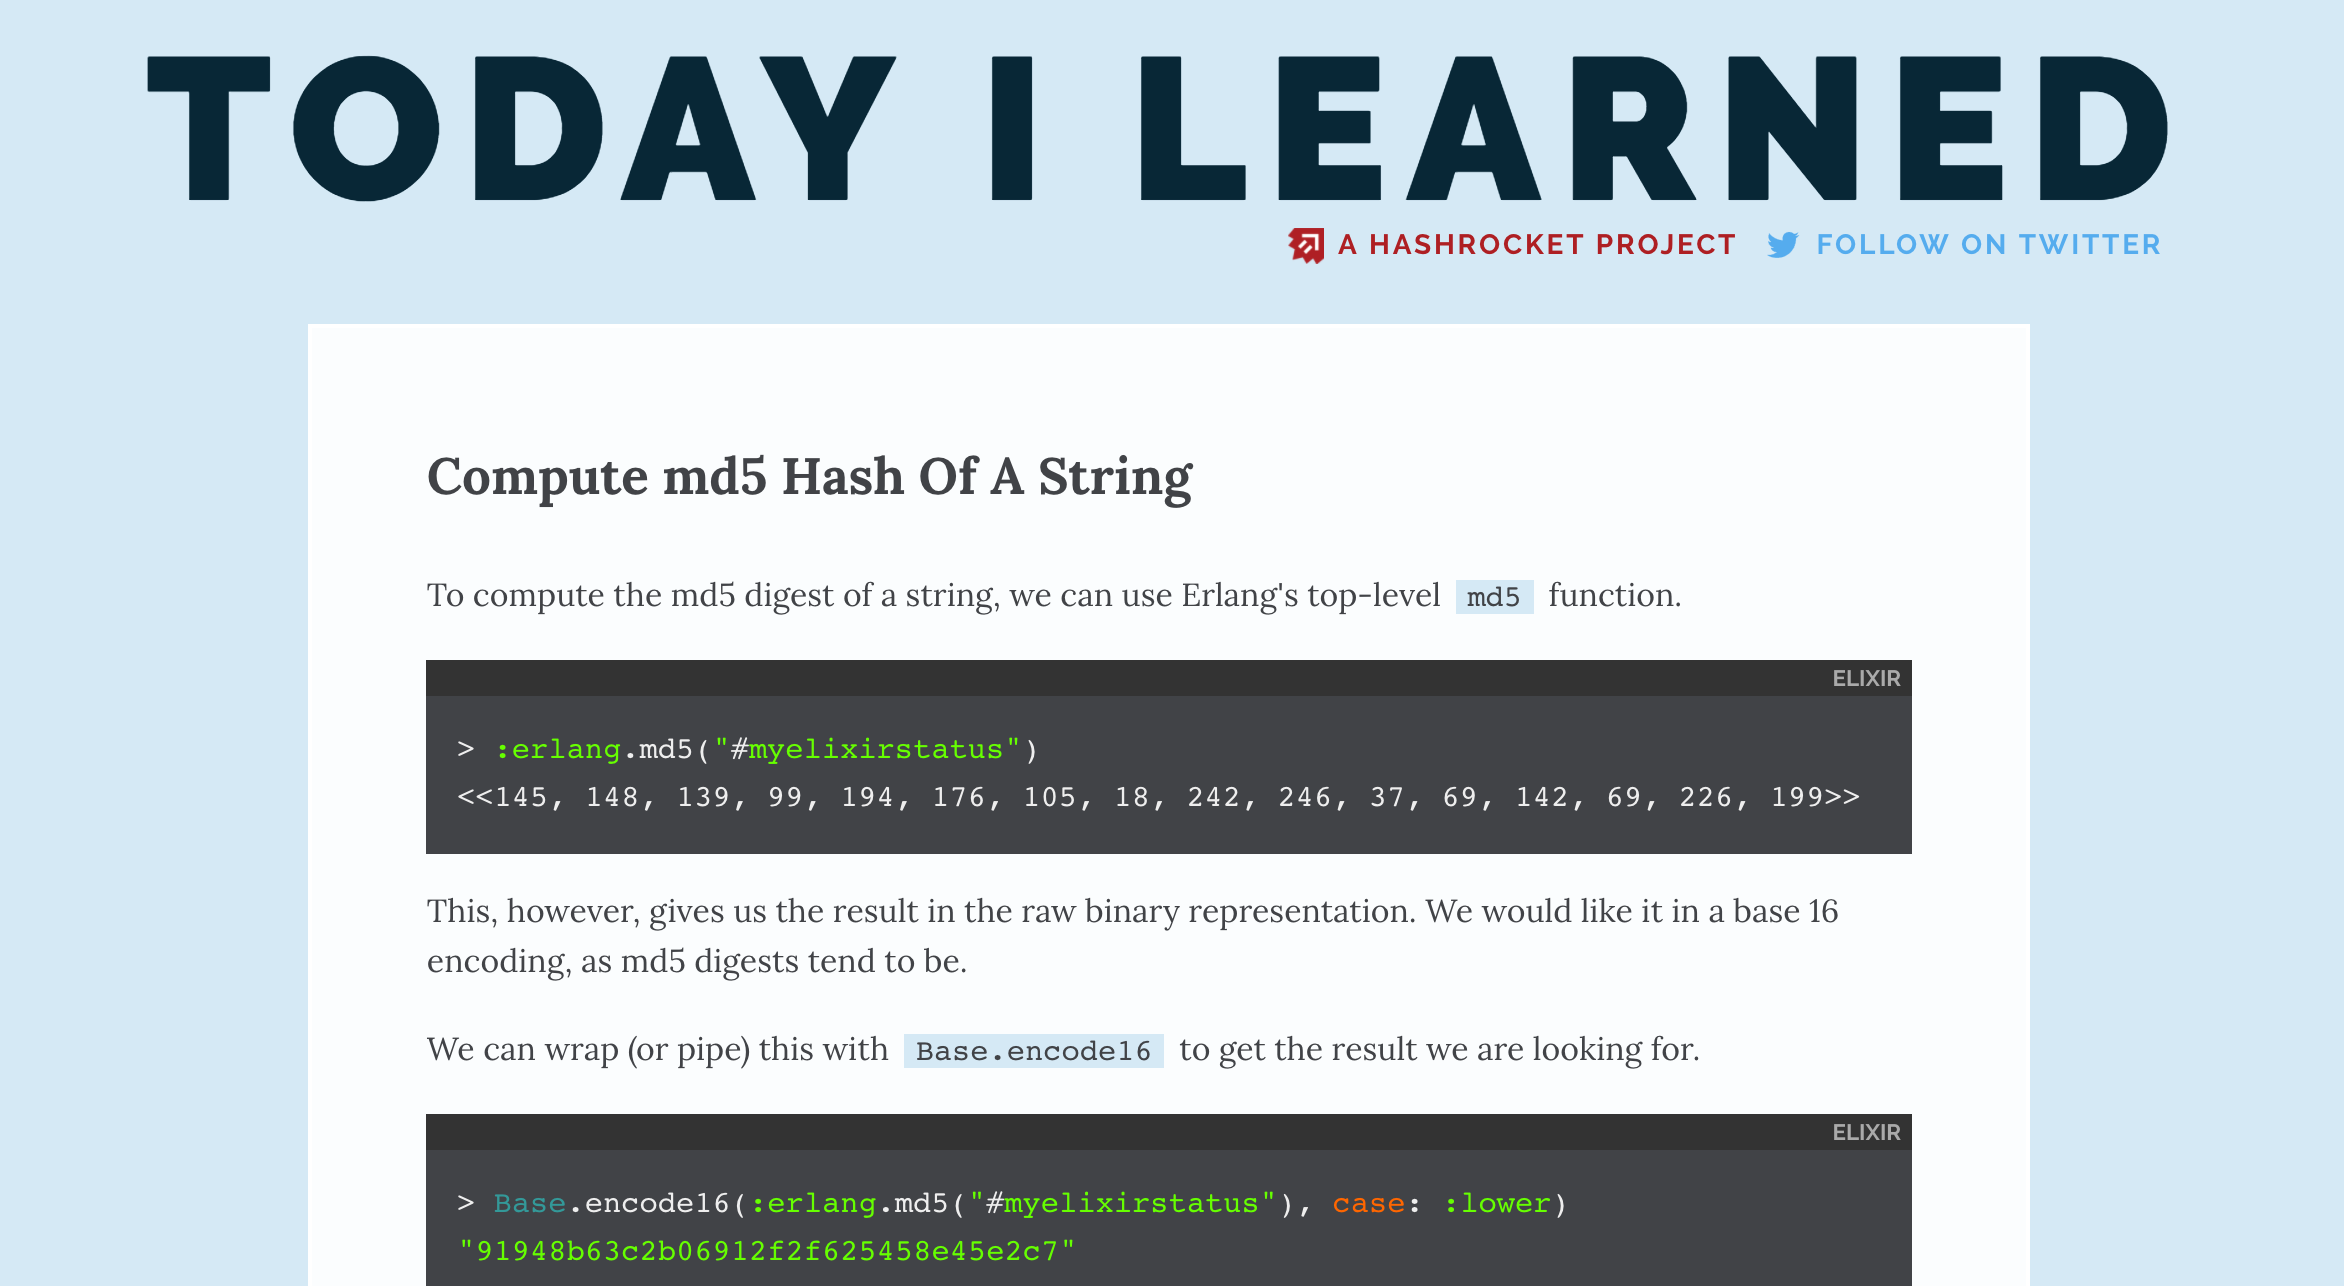 TODAY I LEARNED
A HASHROCKET PROJECT FOLLOW ON TWITTER
Compute md5 Hash Of A String
To compute the md5 digest of a string, we can use Erlang's top-level md5 function.
ELIXIR
> :erlang.md5("#myelixirstatus")
<<145, 148, 139, 99, 194, 176, 105, 18, 242, 246, 37, 69, 142, 69, 226, 199>>
This, however, gives us the result in the raw binary representation. We would like it in a base 16
encoding, as md5 digests tend to be.
We can wrap (or pipe) this with Base.encode16 to get the result we are looking for.
ELIXIR
> Base.encode16(:erlang.md5("#myelixirstatus"), case: :lower)
"91948b63c2b06912f2f625458e45e2c7"